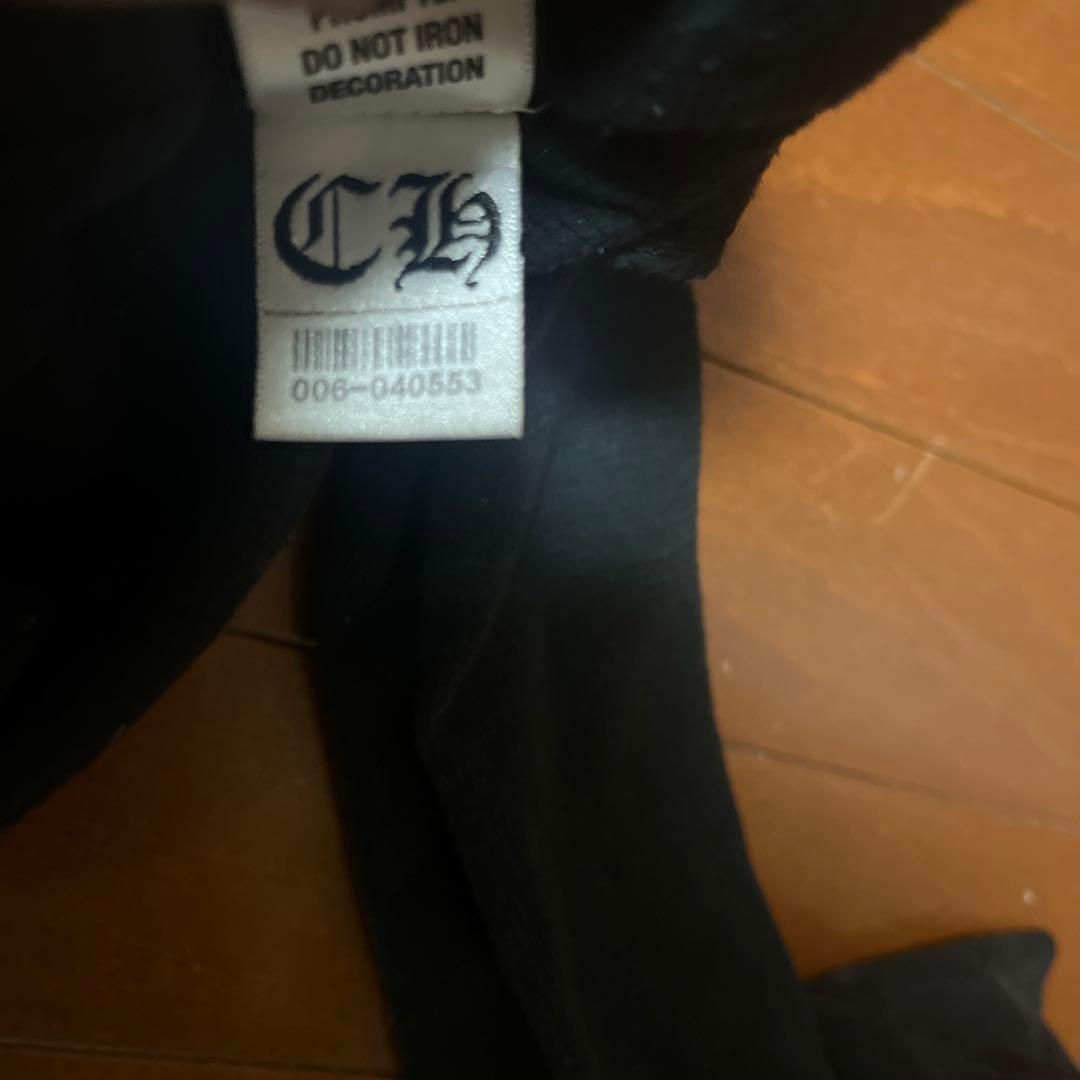 DO NOT IRON
DECORATION
CH
006-040553